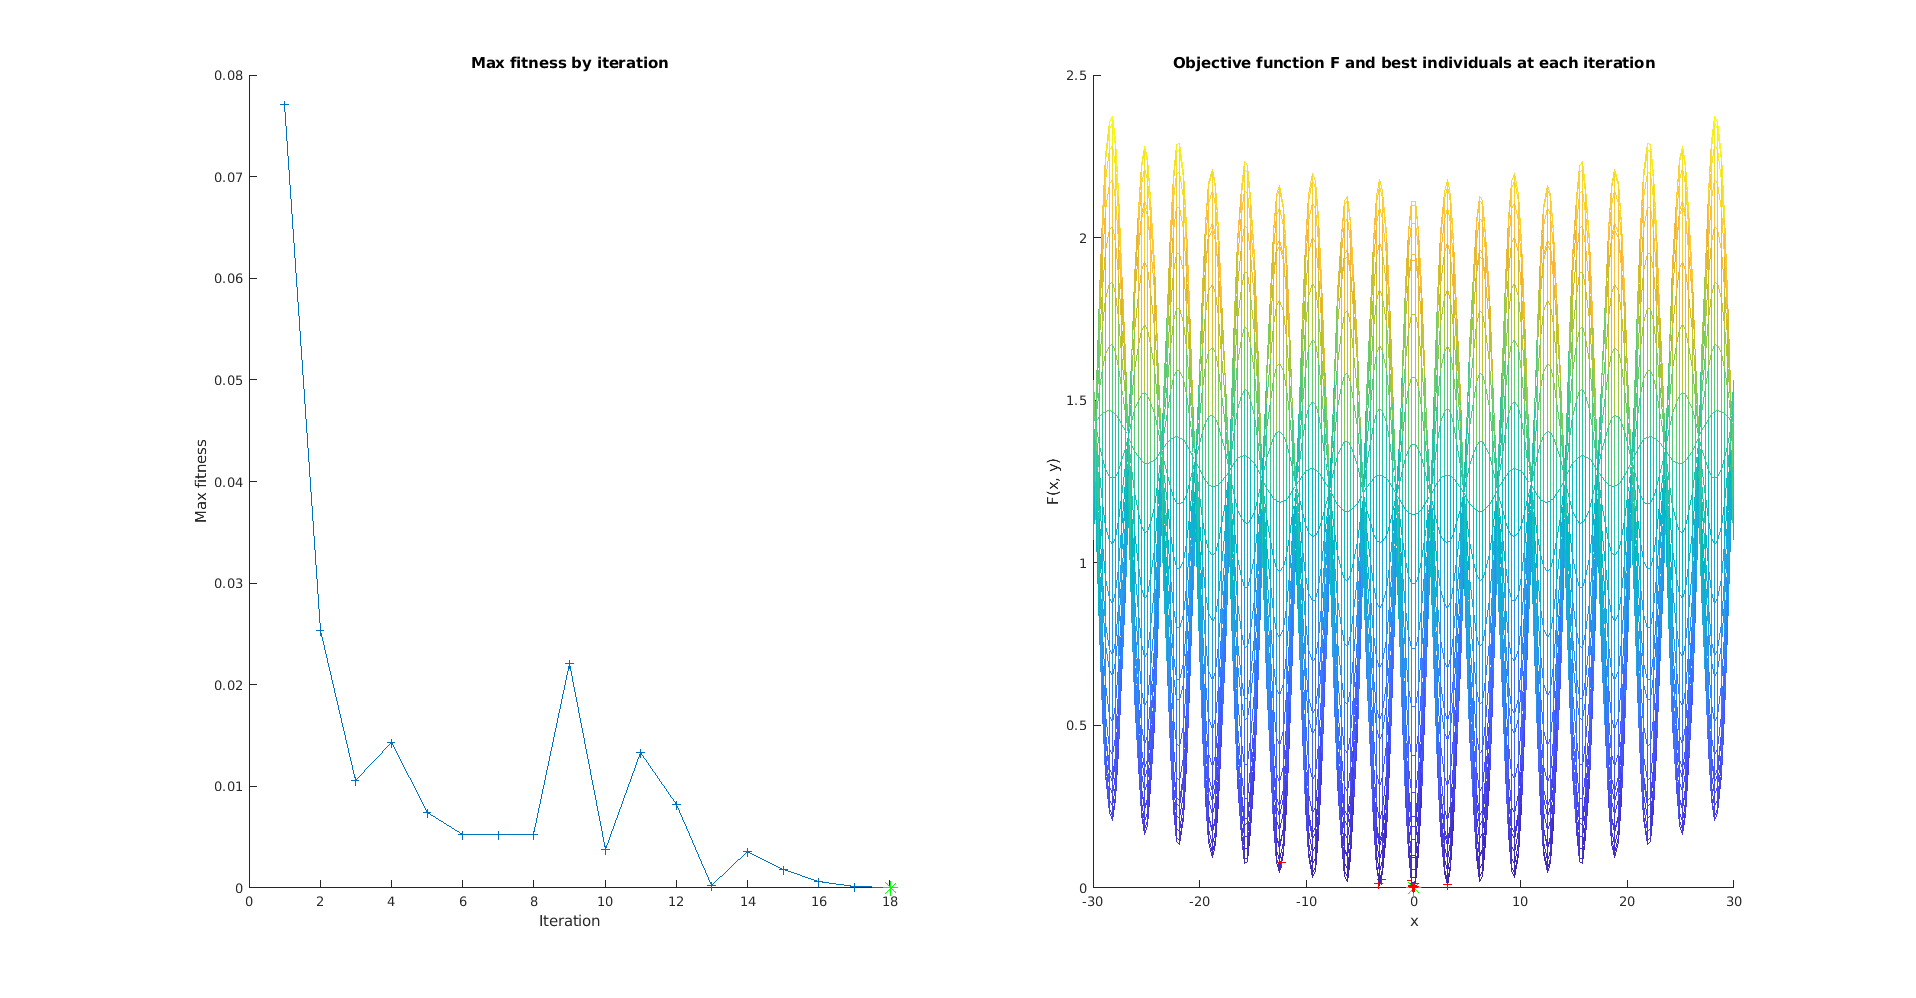 Max fitness by iteration
0.08
0.07
0.06
0.05
0.04
0.03
0.02
0.01
0
Max fitness
0 2 4 6 8 10 12 14 16 18
Iteration
Objective function F and best individuals at each iteration
2.5
2
1.5
1
0.5
0
F(x, y)
-30 -20 -10 0 10 20 30
x